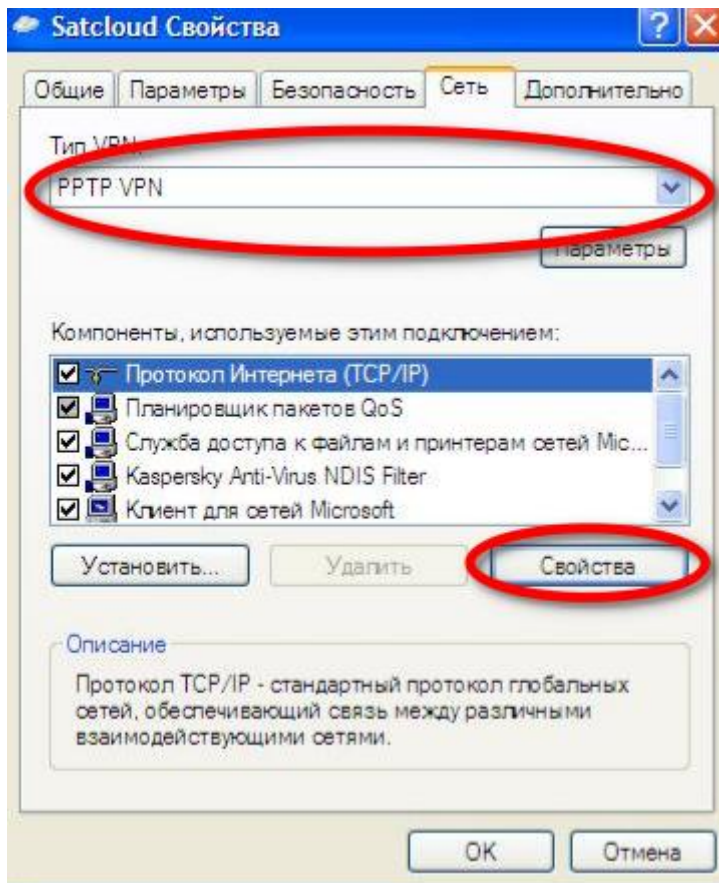 Satcloud Свойства
Общие Параметры Безопасность Сеть Дополнительно
Тип VPN:
PPTP VPN
Параметры
Компоненты, используемые этим подключением:
Протокол Интернета (TCP/IP)
Планировщик пакетов QoS
Служба доступа к файлам и принтерам сетей Mic...
Kaspersky Anti-Virus NDIS Filter
Клиент для сетей Microsoft
Установить... Удалить Свойства
Описание
Протокол TCP/IP - стандартный протокол глобальных
сетей, обеспечивающий связь между различными
взаимодействующими сетями.
OK Отмена